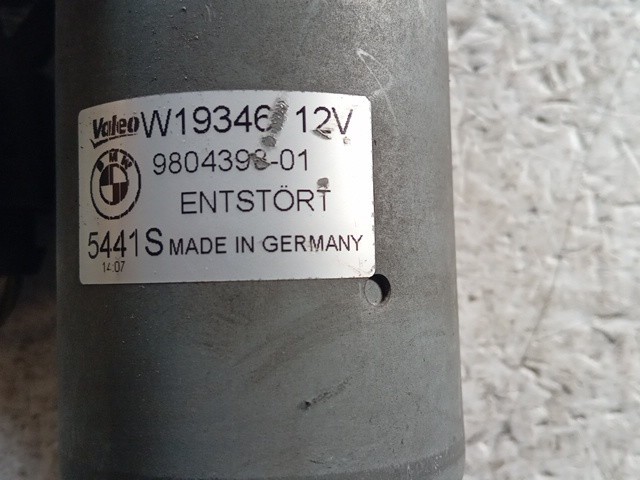 Valeo W19346 12V
BMW 9804398-01
ENTSTÖRT
5441S MADE IN GERMANY
14.07